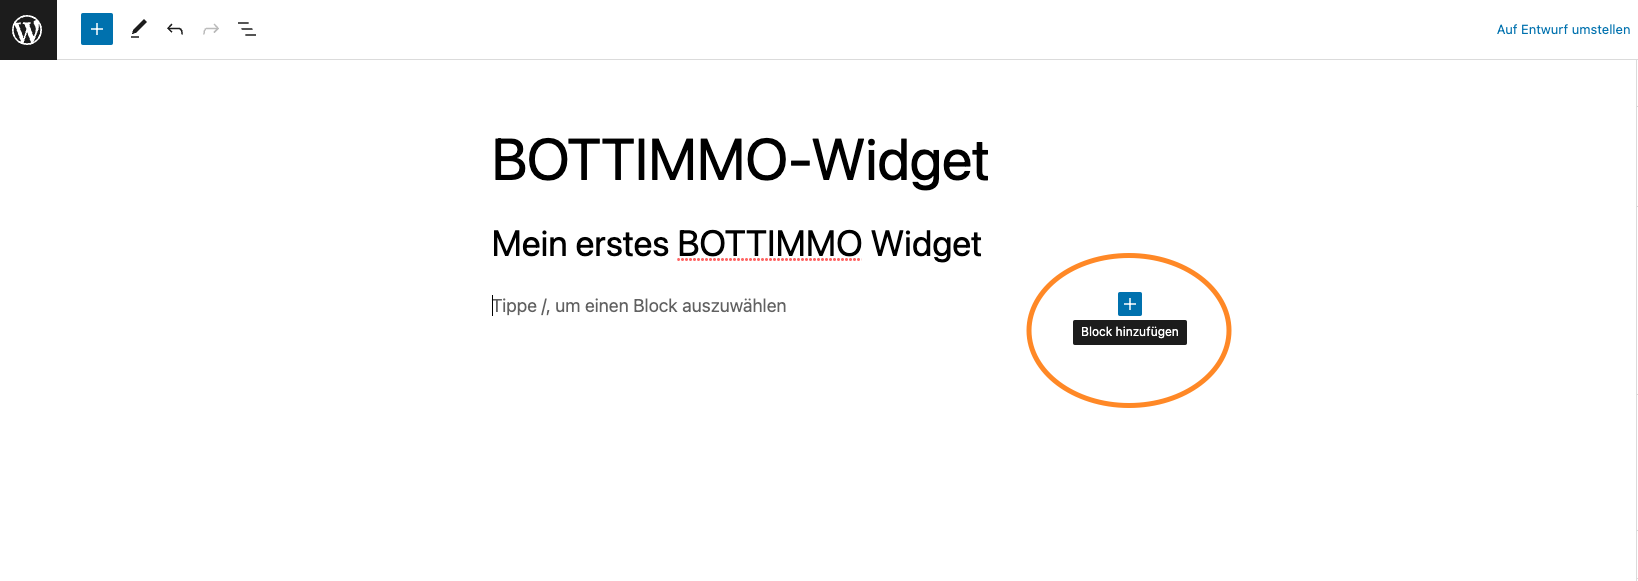 Auf Entwurf umstellen
BOTTIMMO-Widget
Mein erstes BOTTIMMO Widget
Tippe /, um einen Block auszuwählen
Block hinzufügen